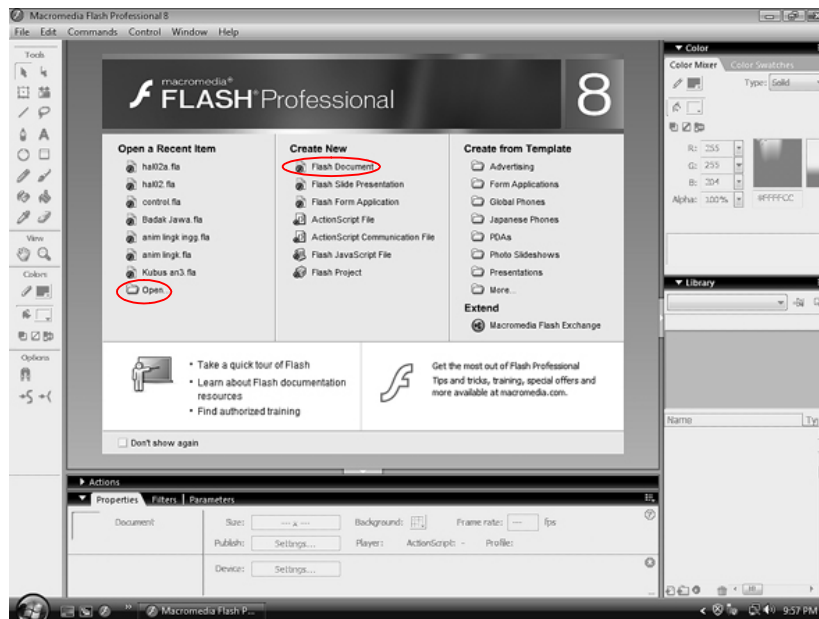 Macromedia Flash Professional 8
File Edit Commands Control Window Help
Tools
View
Colors
Options
macromedia®
FLASH® Professional 8
Open a Recent Item
hal02a.fla
hal02.fla
control.fla
Badak Jawa.fla
anim lingk ingg.fla
anim lingk.fla
Kubus an3.fla
Open...
Create New
Flash Document
Flash Slide Presentation
Flash Form Application
ActionScript File
ActionScript Communication File
Flash JavaScript File
Flash Project
Create from Template
Advertising
Form Applications
Global Phones
Japanese Phones
PDAs
Photo Slideshows
Presentations
More...
Extend
Macromedia Flash Exchange
• Take a quick tour of Flash
• Learn about Flash documentation
resources
• Find authorized training
Get the most out of Flash Professional
Tips and tricks, training, special offers and
more available at macromedia.com.
Don't show again
Color
Color Mixer Color Swatches
Type: Solid
R: 255
G: 255
B: 204
Alpha: 100% #FFFFCC
Library
Name
Actions
Properties Filters Parameters
Document Size: --- x --- Background: Frame rate: --- fps
Publish: Settings... Player: ActionScript: - Profile:
Device: Settings...
Macromedia Flash P...
9:57 PM